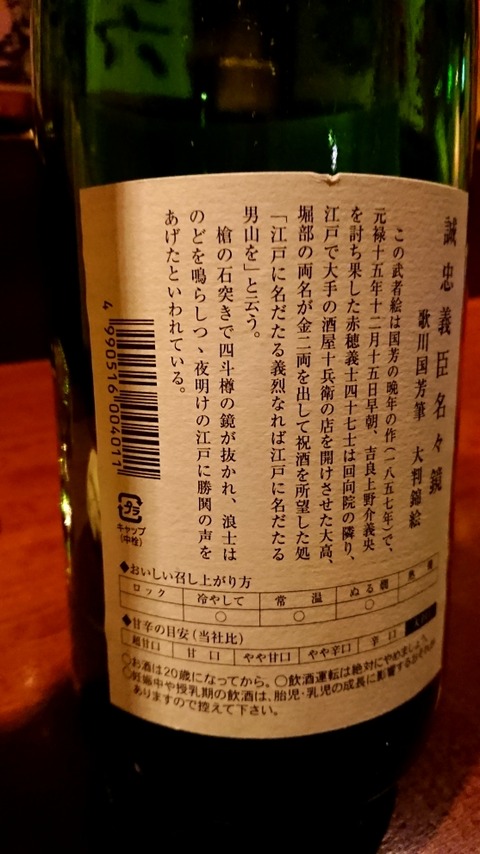 誠忠義臣名々鏡
歌川国芳筆　大判錦絵
この武者絵は国芳の晩年の作（一八五七年）で、
元禄十五年十二月十五日早朝、吉良上野介義央
を討ち果した赤穂義士四十七士は回向院の隣り、
江戸で大手の酒屋十兵衛の店を開けさせた大高、
堀部の両名が金二両を出して祝酒を所望した処
「江戸に名だたる義烈なれば江戸に名だたる
男山を」と云う。
槍の石突きで四斗樽の鏡が抜かれ、浪士は
のどを鳴らしつゝ夜明けの江戸に勝関の声を
あげたといわれている。
4 990516 004011
キャップ
(中栓)
◆おいしい召し上がり方
ロック 冷やして 常温 ぬる燗 熱燗
○ ○ ○
◆甘辛の目安（当社比）
超甘口 甘口 やや甘口 やや辛口 辛口
○お酒は20歳になってから。○飲酒運転は絶対にやめましょう。
○妊娠中や授乳期の飲酒は、胎児・乳児の成長に影響するおそれが
ありますので控えて下さい。